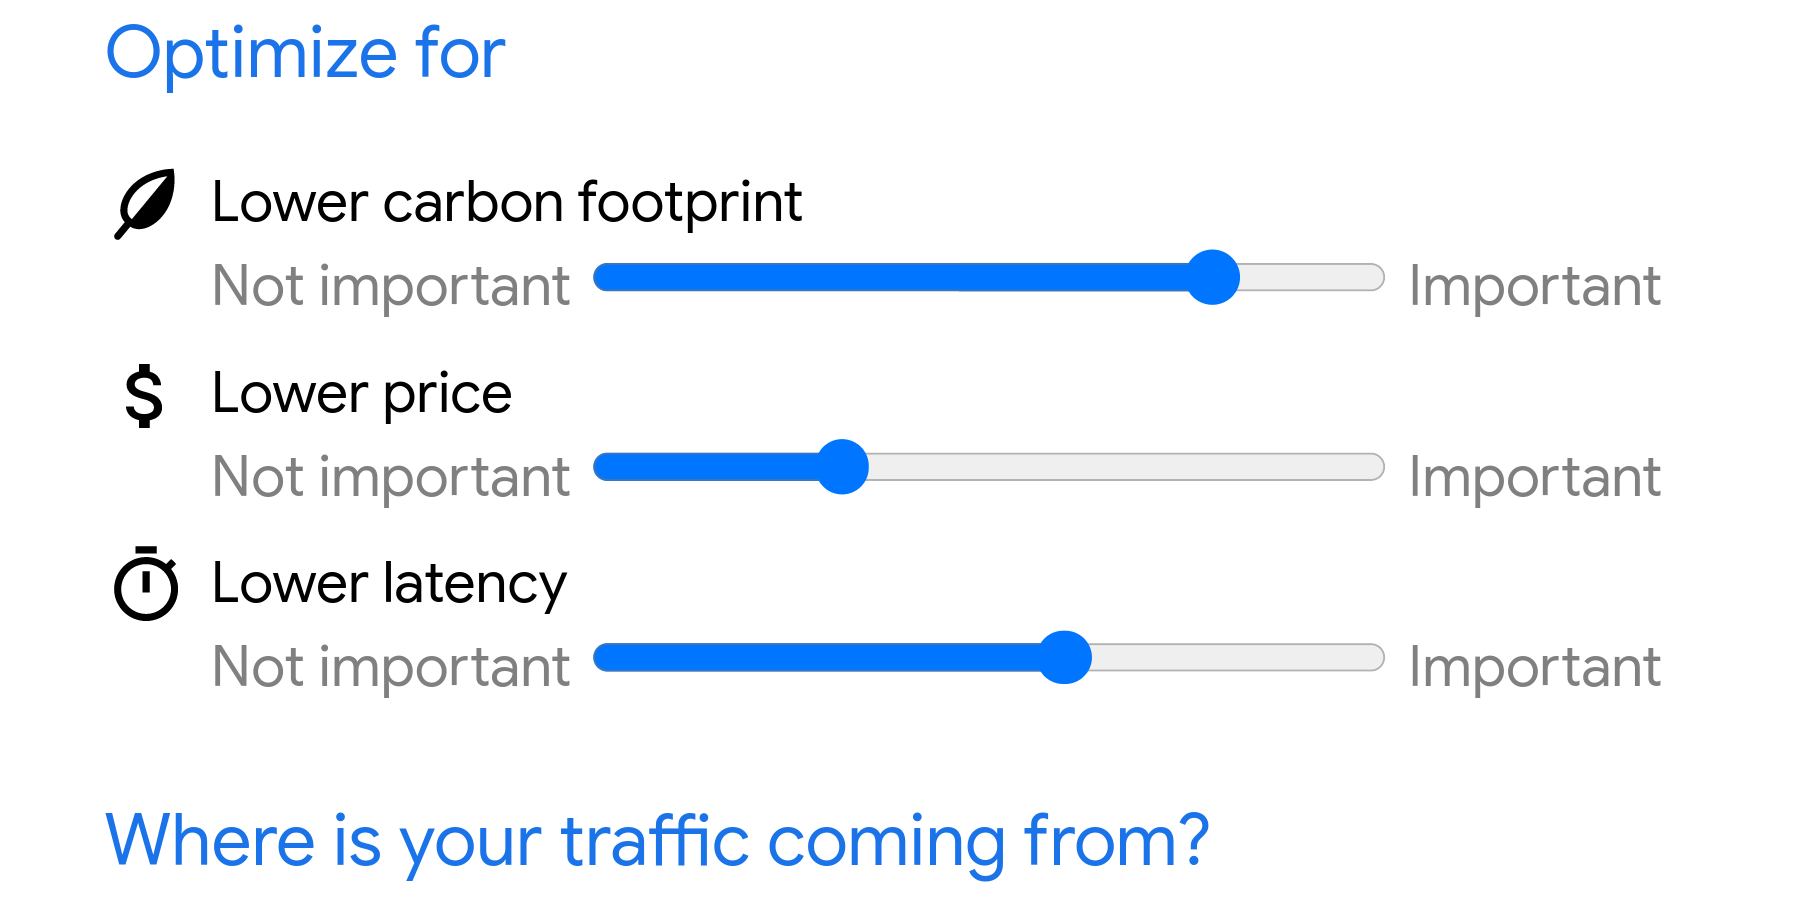 Optimize for
Lower carbon footprint
Not important Important
$ Lower price
Not important Important
Lower latency
Not important Important
Where is your traffic coming from?